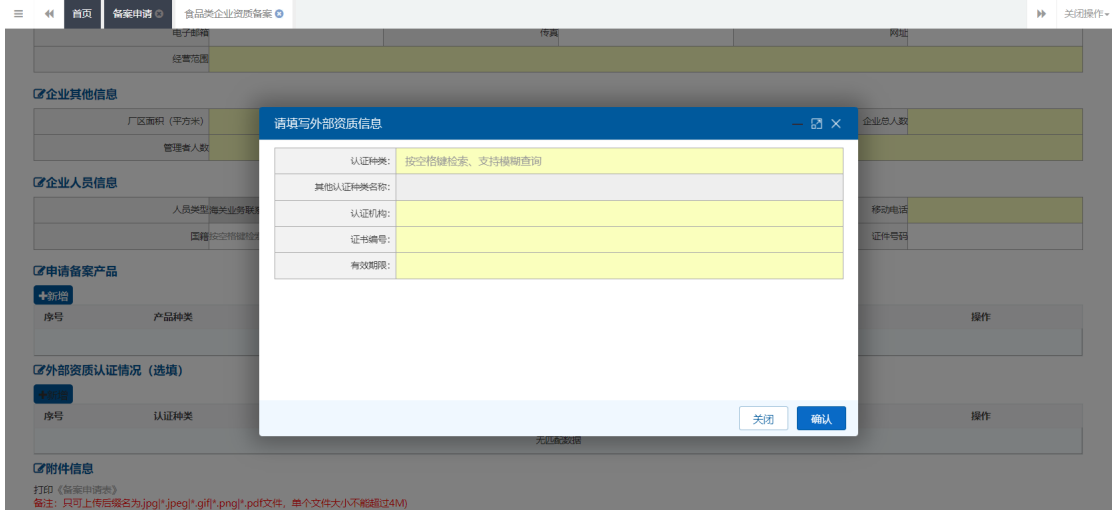 首页 备案申请 食品类企业资质备案 关闭操作
电子邮箱 传真 网址
经营范围
企业其他信息
厂区面积（平方米） 企业总人数
管理者人数
企业人员信息
人员类型 海关业务联系 移动电话
国籍 按空格键检索 证件号码
申请备案产品
新增
序号 产品种类 操作
外部资质认证情况（选填）
新增
序号 认证种类 操作
无匹配数据
附件信息
打印《备案申请表》
备注：只可上传后缀名为.jpg|*.jpeg|*.gif|*.png|*.pdf文件，单个文件大小不能超过4M)
请填写外部资质信息
认证种类: 按空格键检索、支持模糊查询
其他认证种类名称:
认证机构:
证书编号:
有效期限:
关闭 确认